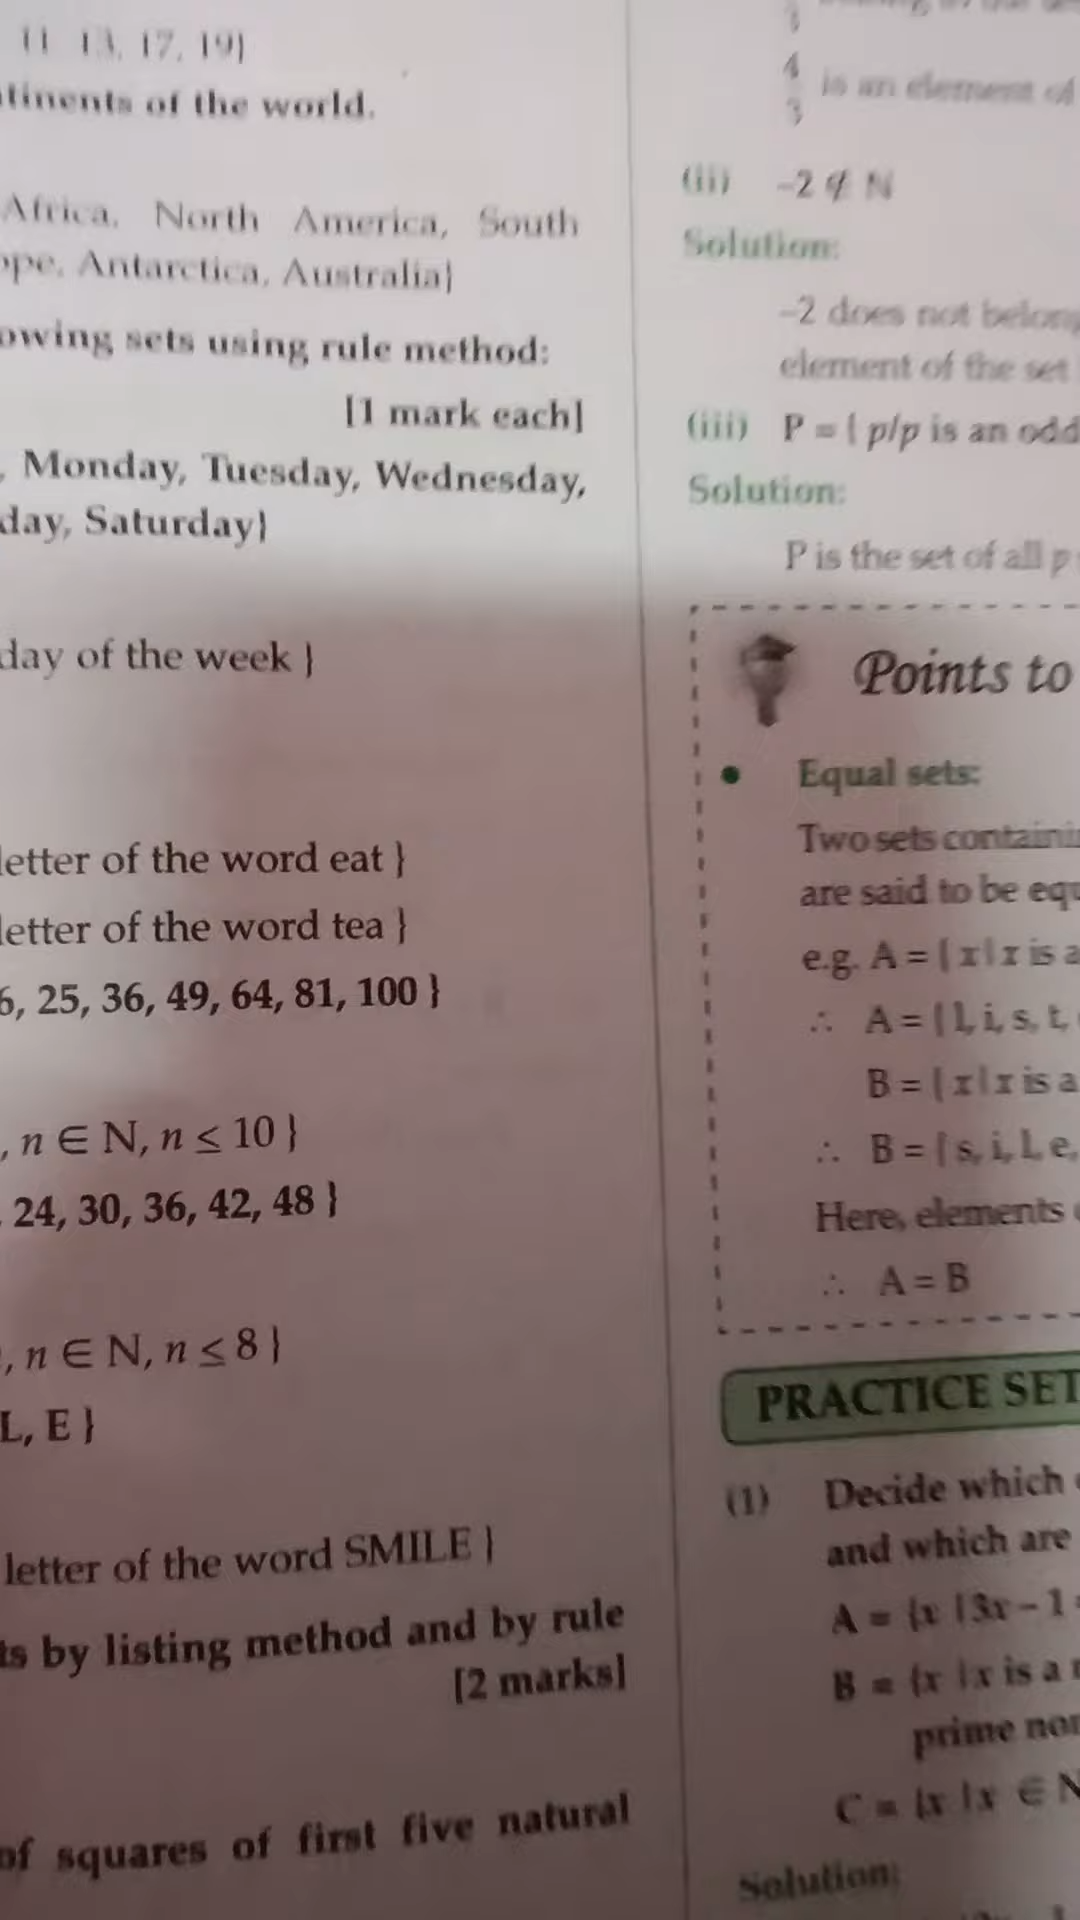 13, 17, 19}
tinents of the world.
Africa, North America, South
ope, Antarctica, Australia}
owing sets using rule method:
[1 mark each]
, Monday, Tuesday, Wednesday,
day, Saturday}
day of the week }
letter of the word eat }
letter of the word tea }
6, 25, 36, 49, 64, 81, 100 }
, n ∈ N, n ≤ 10 }
24, 30, 36, 42, 48 }
, n ∈ N, n ≤ 8 }
L, E }
letter of the word SMILE }
ts by listing method and by rule
[2 marks]
of squares of first five natural
4
3
is an element of
(ii) –2 ∉ N
Solution:
–2 does not belong
element of the set
(iii) P = { p/p is an odd
Solution:
P is the set of all p
Points to
• Equal sets:
Two sets containin
are said to be equ
e.g. A = { x | x is a
∴ A = { l, i, s, t,
B = { x | x is a
∴ B = { s, i, l, e,
Here, elements
∴ A = B
PRACTICE SET
(1) Decide which
and which are
A = {x | 3x – 1
B = {x | x is a
prime nor
C = {x | x ∈ N
Solution: